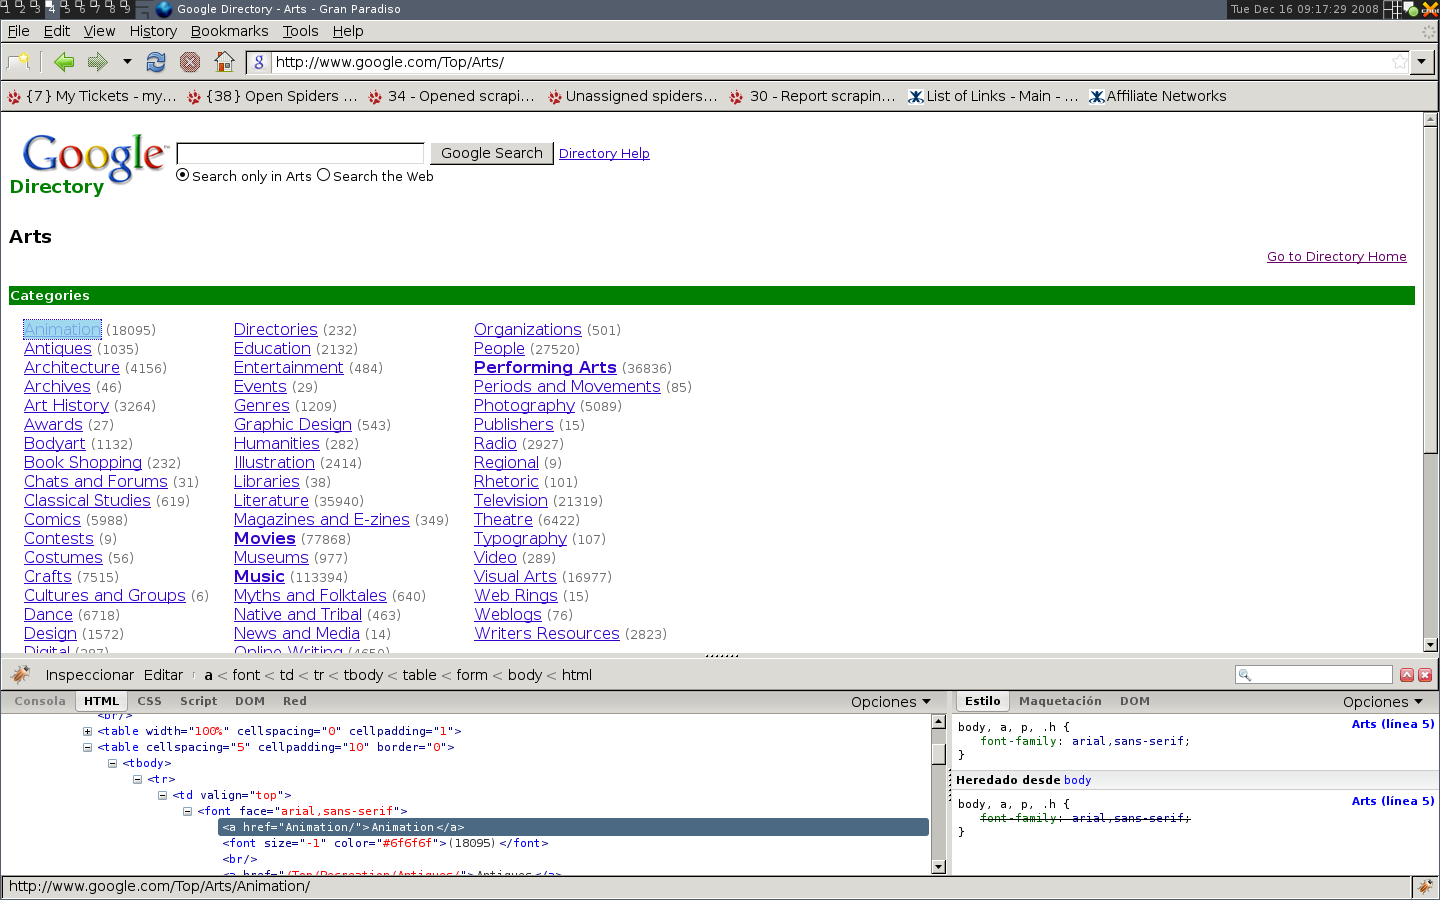 1 2 3 4 5 6 7 8 9 Google Directory - Arts - Gran Paradiso Tue Dec 16 09:17:29 2008
File Edit View History Bookmarks Tools Help
http://www.google.com/Top/Arts/
{7} My Tickets - my... {38} Open Spiders ... 34 - Opened scrapi... Unassigned spiders... 30 - Report scrapin... List of Links - Main - ... Affiliate Networks
Google™ Google Search Directory Help
Directory Search only in Arts Search the Web
Arts
Go to Directory Home
Categories
Animation (18095) Directories (232) Organizations (501)
Antiques (1035) Education (2132) People (27520)
Architecture (4156) Entertainment (484) Performing Arts (36836)
Archives (46) Events (29) Periods and Movements (85)
Art History (3264) Genres (1209) Photography (5089)
Awards (27) Graphic Design (543) Publishers (15)
Bodyart (1132) Humanities (282) Radio (2927)
Book Shopping (232) Illustration (2414) Regional (9)
Chats and Forums (31) Libraries (38) Rhetoric (101)
Classical Studies (619) Literature (35940) Television (21319)
Comics (5988) Magazines and E-zines (349) Theatre (6422)
Contests (9) Movies (77868) Typography (107)
Costumes (56) Museums (977) Video (289)
Crafts (7515) Music (113394) Visual Arts (16977)
Cultures and Groups (6) Myths and Folktales (640) Web Rings (15)
Dance (6718) Native and Tribal (463) Weblogs (76)
Design (1572) News and Media (14) Writers Resources (2823)
Digital (287) Online Writing (4650)
Inspeccionar Editar a < font < td < tr < tbody < table < form < body < html
Consola HTML CSS Script DOM Red Opciones Estilo Maquetación DOM Opciones
<br/>
<table width="100%" cellspacing="0" cellpadding="1">
<table cellspacing="5" cellpadding="10" border="0">
<tbody>
<tr>
<td valign="top">
<font face="arial,sans-serif">
<a href="Animation/">Animation</a>
<font size="-1" color="#6f6f6f">(18095)</font>
<br/>
<a href="/Top/Recreation/Antiques/">Antiques</a>
body, a, p, .h { Arts (línea 5)
font-family: arial,sans-serif;
}
Heredado desde body
body, a, p, .h { Arts (línea 5)
font-family: arial,sans-serif;
}
http://www.google.com/Top/Arts/Animation/